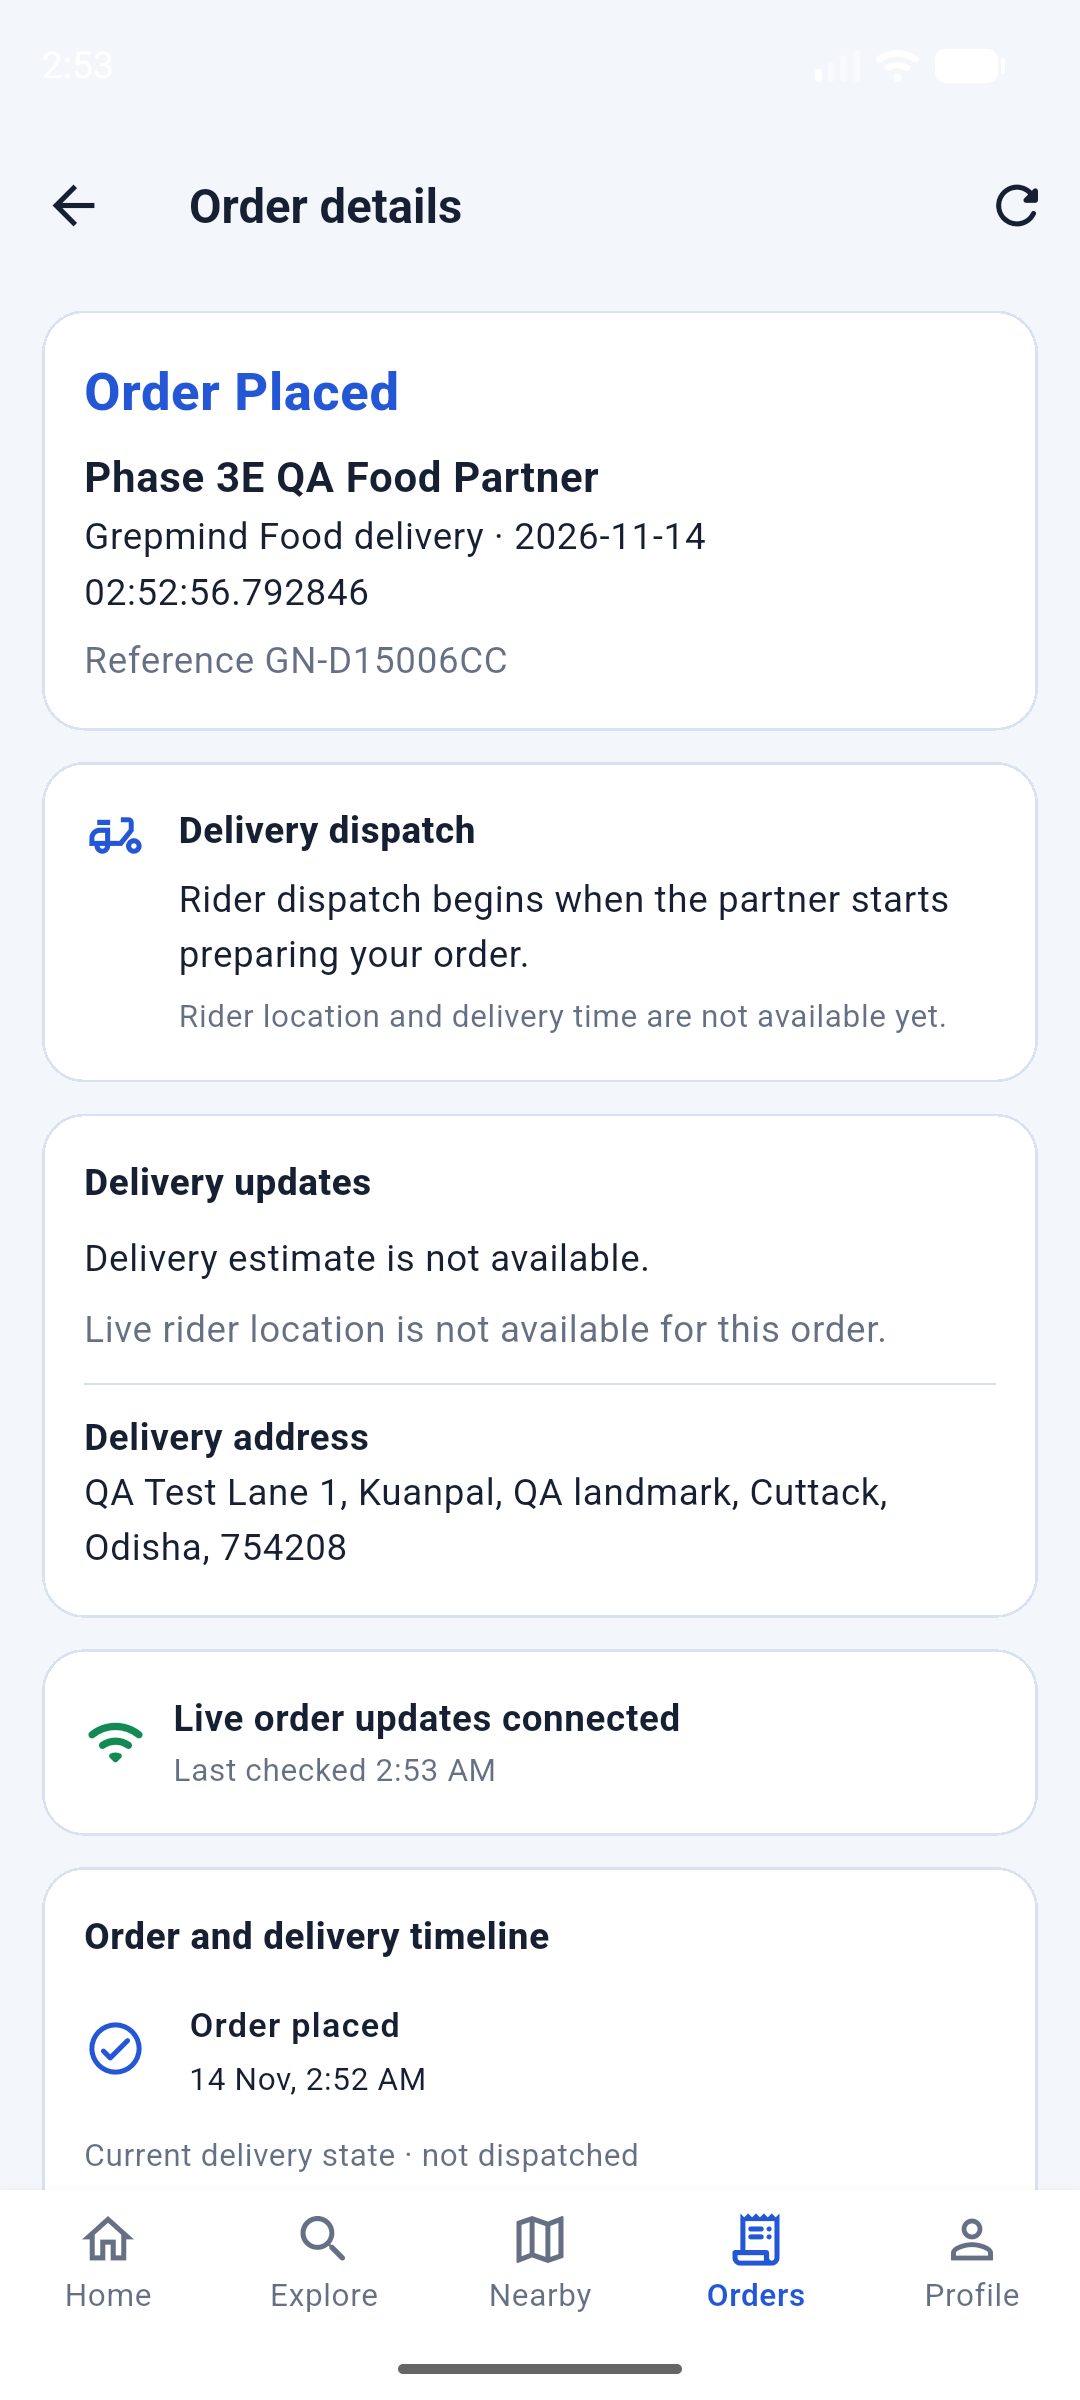 2:53
Order details
Order Placed
Phase 3E QA Food Partner
Grepmind Food delivery · 2026-11-14
02:52:56.792846
Reference GN-D15006CC
Delivery dispatch
Rider dispatch begins when the partner starts
preparing your order.
Rider location and delivery time are not available yet.
Delivery updates
Delivery estimate is not available.
Live rider location is not available for this order.
Delivery address
QA Test Lane 1, Kuanpal, QA landmark, Cuttack,
Odisha, 754208
Live order updates connected
Last checked 2:53 AM
Order and delivery timeline
Order placed
14 Nov, 2:52 AM
Current delivery state · not dispatched
Home
Explore
Nearby
Orders
Profile